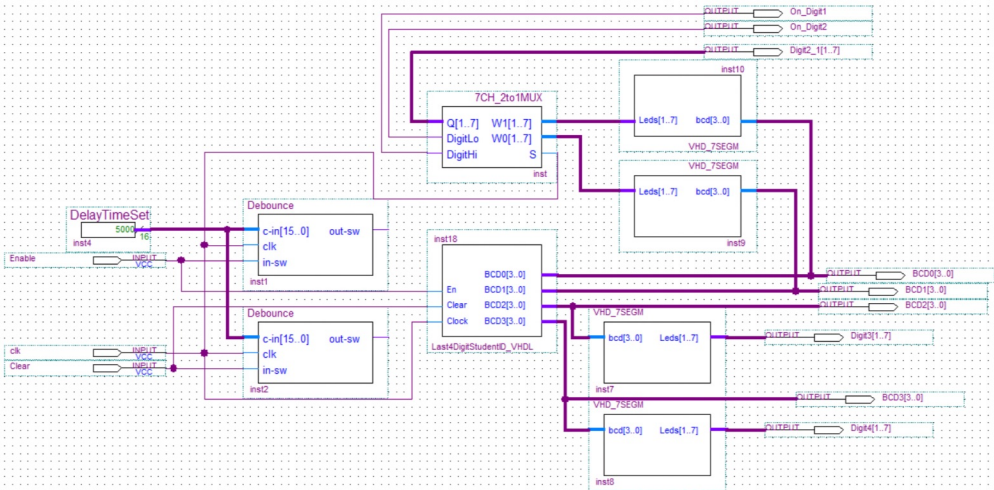 OUTPUT On_Digit1
OUTPUT On_Digit2
OUTPUT Digit2_1[1..7]
inst10
Leds[1..7] bcd[3..0]
VHD_7SEGM
7CH_2to1MUX
Q[1..7] W1[1..7]
DigitLo W0[1..7]
DigitHi S
inst
VHD_7SEGM
Leds[1..7] bcd[3..0]
inst9
DelayTimeSet
5000
16
inst4
Debounce
c-in[15..0] out-sw
clk
in-sw
inst1
Enable INPUT
VCC
inst18
BCD0[3..0]
En BCD1[3..0]
Clear BCD2[3..0]
Clock BCD3[3..0]
Last4DigitStudentID_VHDL
OUTPUT BCD0[3..0]
OUTPUT BCD1[3..0]
OUTPUT BCD2[3..0]
Debounce
c-in[15..0] out-sw
clk
in-sw
inst2
clk INPUT
VCC
Clear INPUT
VCC
VHD_7SEGM
bcd[3..0] Leds[1..7]
inst7
OUTPUT Digit3[1..7]
OUTPUT BCD3[3..0]
VHD_7SEGM
bcd[3..0] Leds[1..7]
inst8
OUTPUT Digit4[1..7]